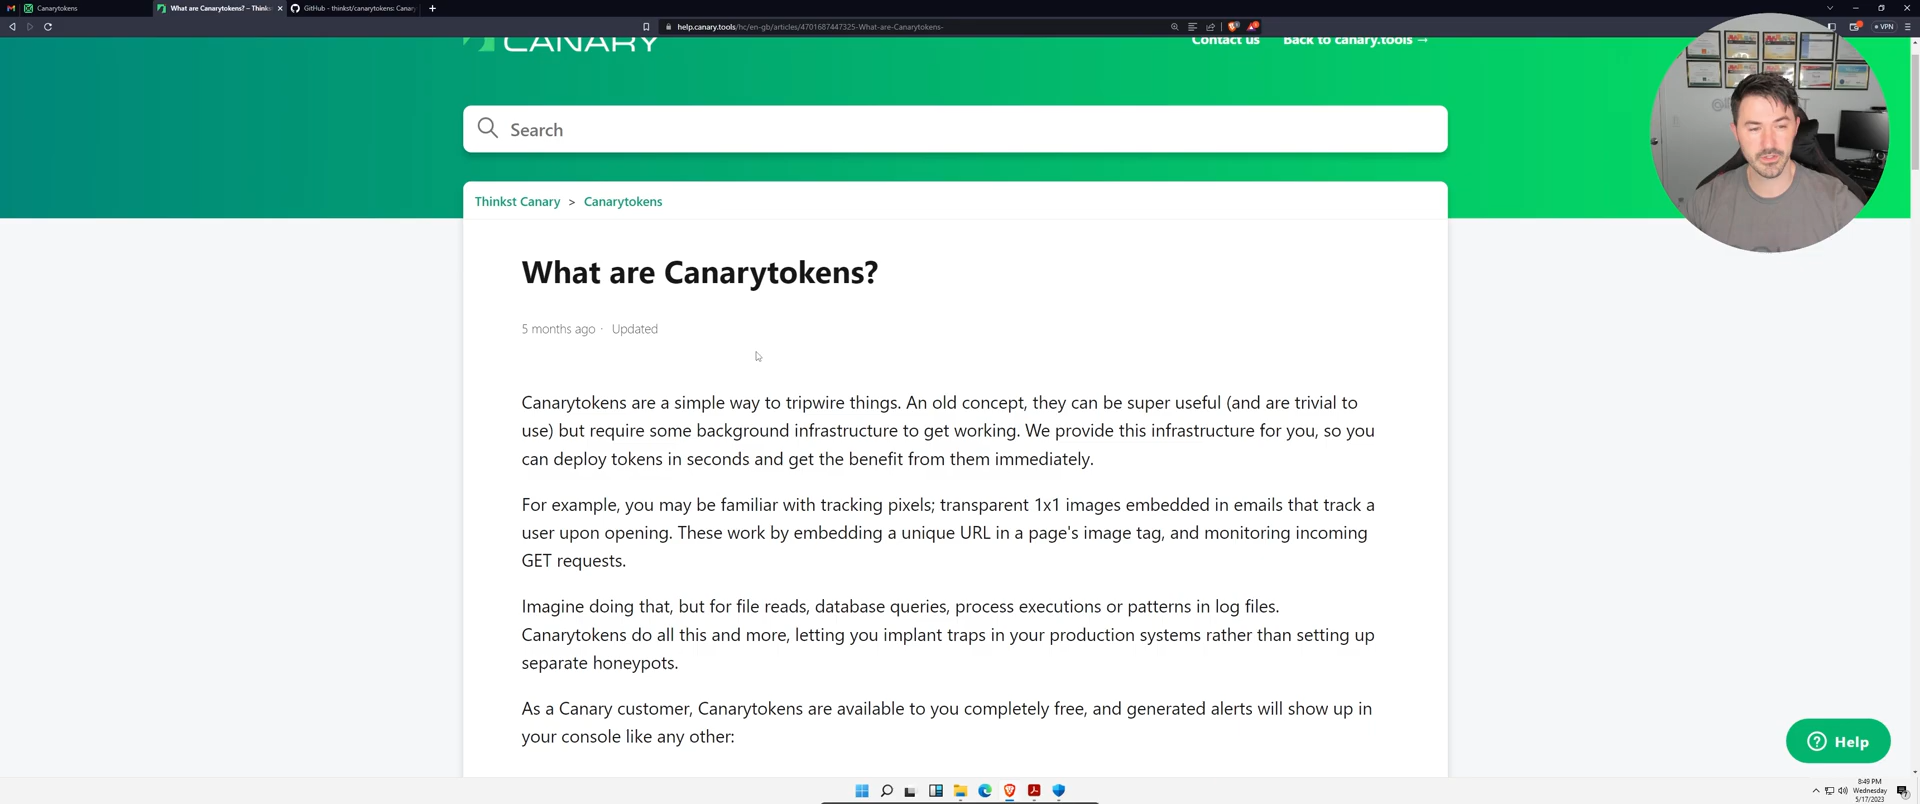 Canarytokens
What are Canarytokens? – Thinks
GitHub - thinkst/canarytokens: Canary
help.canary.tools/hc/en-gb/articles/4701687447325-What-are-Canarytokens-
VPN
CANARY
Contact us
Back to canary.tools →
Search
Thinkst Canary > Canarytokens
What are Canarytokens?
5 months ago · Updated
Canarytokens are a simple way to tripwire things. An old concept, they can be super useful (and are trivial to
use) but require some background infrastructure to get working. We provide this infrastructure for you, so you
can deploy tokens in seconds and get the benefit from them immediately.
For example, you may be familiar with tracking pixels; transparent 1x1 images embedded in emails that track a
user upon opening. These work by embedding a unique URL in a page's image tag, and monitoring incoming
GET requests.
Imagine doing that, but for file reads, database queries, process executions or patterns in log files.
Canarytokens do all this and more, letting you implant traps in your production systems rather than setting up
separate honeypots.
As a Canary customer, Canarytokens are available to you completely free, and generated alerts will show up in
your console like any other:
Help
8:49 PM
Wednesday
5/17/2023